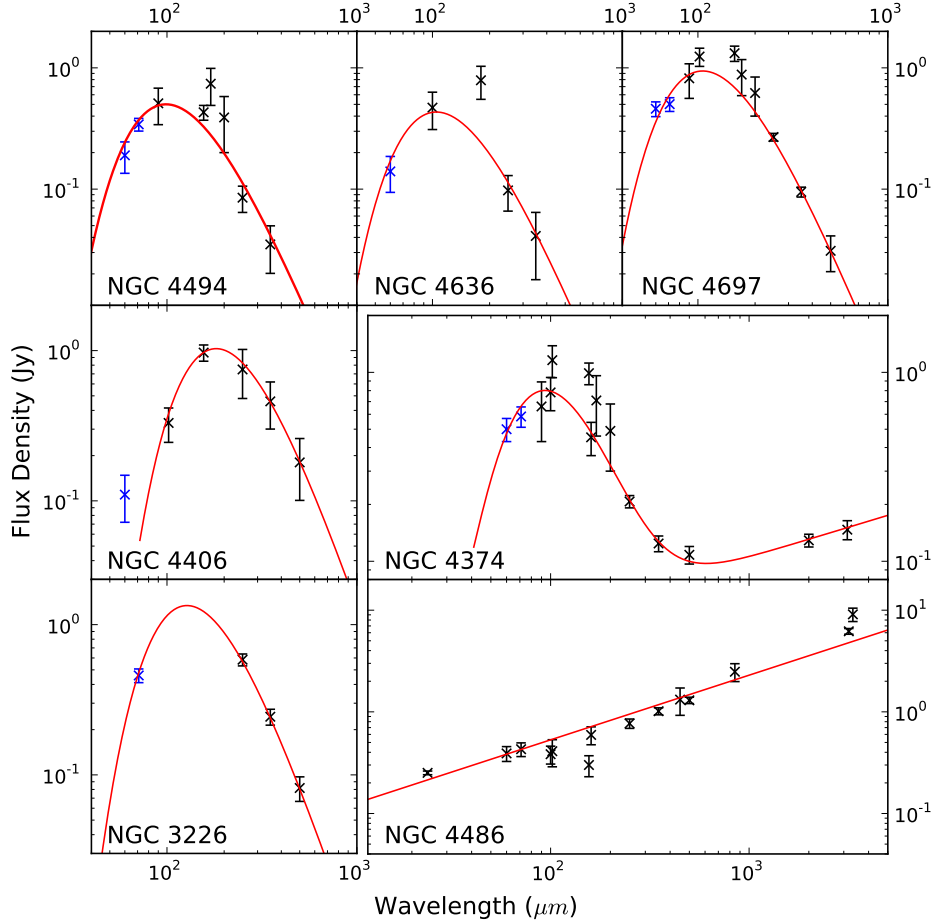 10² 10³ 10² 10² 10³
10⁰ 10⁰
10⁻¹ 10⁻¹
NGC 4494 NGC 4636 NGC 4697
10⁰ 10⁰
10⁻¹ 10⁻¹
NGC 4406 NGC 4374
Flux Density (Jy)
10⁰ 10¹
10⁰
10⁻¹ 10⁻¹
NGC 3226 NGC 4486
10² 10³ 10² 10³
Wavelength (μm)